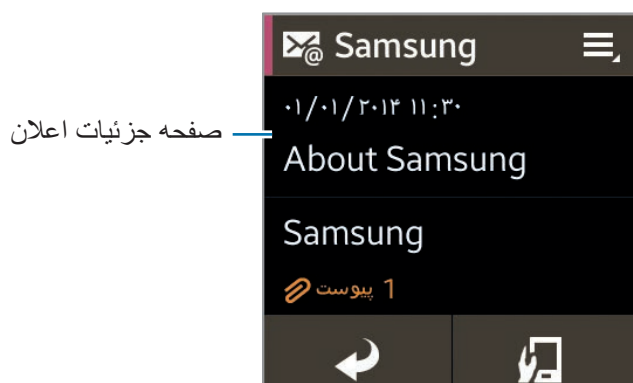 Samsung
۰۱/۰۱/۲۰۱۴ ۱۱:۳۰
صفحه جزئیات اعلان
About Samsung
Samsung
1 پیوست